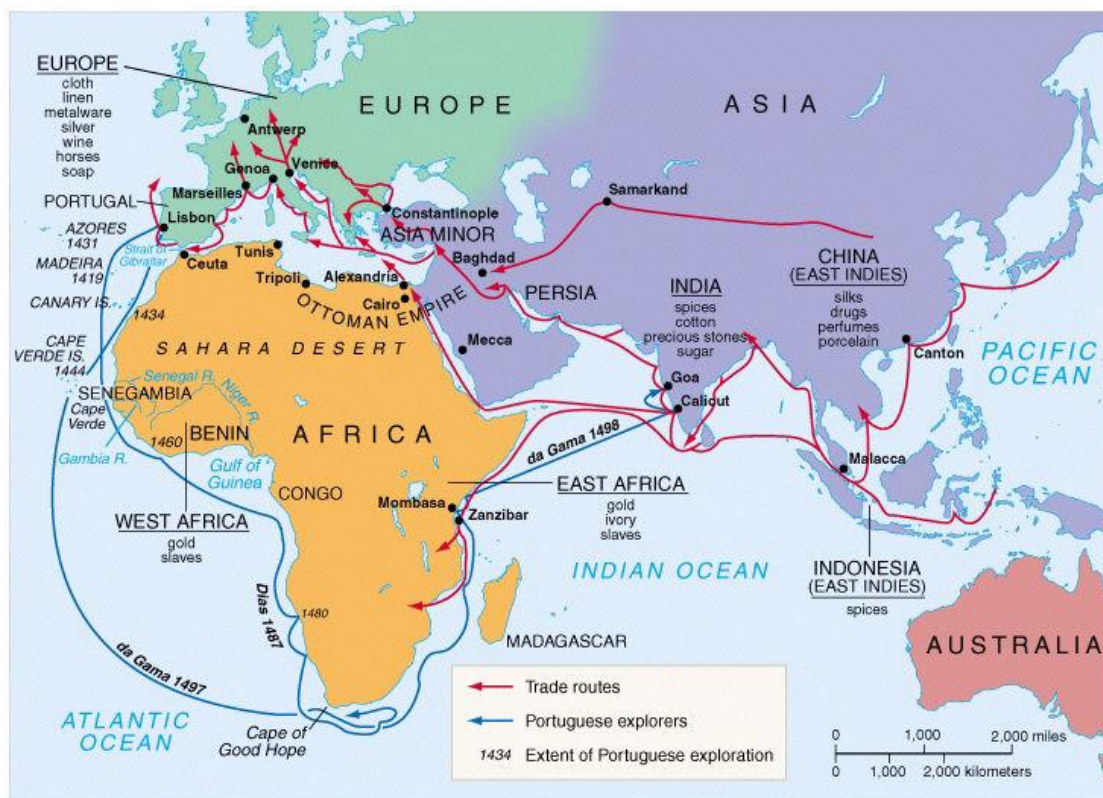 EUROPE
cloth
linen
metalware
silver
wine
horses
soap
EUROPE
ASIA
Antwerp
Venice
Genoa
Marseilles
PORTUGAL
Lisbon
AZORES
1431
Strait of
Gibraltar
MADEIRA
1419
Ceuta
CANARY IS.
1434
CAPE
VERDE IS.
1444
Constantinople
ASIA MINOR
Samarkand
Baghdad
Tunis
Tripoli
Alexandria
Cairo
OTTOMAN EMPIRE
PERSIA
Mecca
INDIA
spices
cotton
precious stones
sugar
CHINA
(EAST INDIES)
silks
drugs
perfumes
porcelain
Canton
PACIFIC
OCEAN
Goa
Calicut
Malacca
SAHARA DESERT
Senegal R.
Niger R.
SENEGAMBIA
Cape
Verde
1460
BENIN
Gambia R.
Gulf of
Guinea
AFRICA
CONGO
WEST AFRICA
gold
slaves
da Gama 1498
Mombasa
Zanzibar
EAST AFRICA
gold
ivory
slaves
INDIAN OCEAN
INDONESIA
(EAST INDIES)
spices
AUSTRALIA
MADAGASCAR
1480
Dias 1487
da Gama 1497
ATLANTIC
OCEAN
Cape of
Good Hope
Trade routes
Portuguese explorers
1434 Extent of Portuguese exploration
0 1,000 2,000 miles
0 1,000 2,000 kilometers